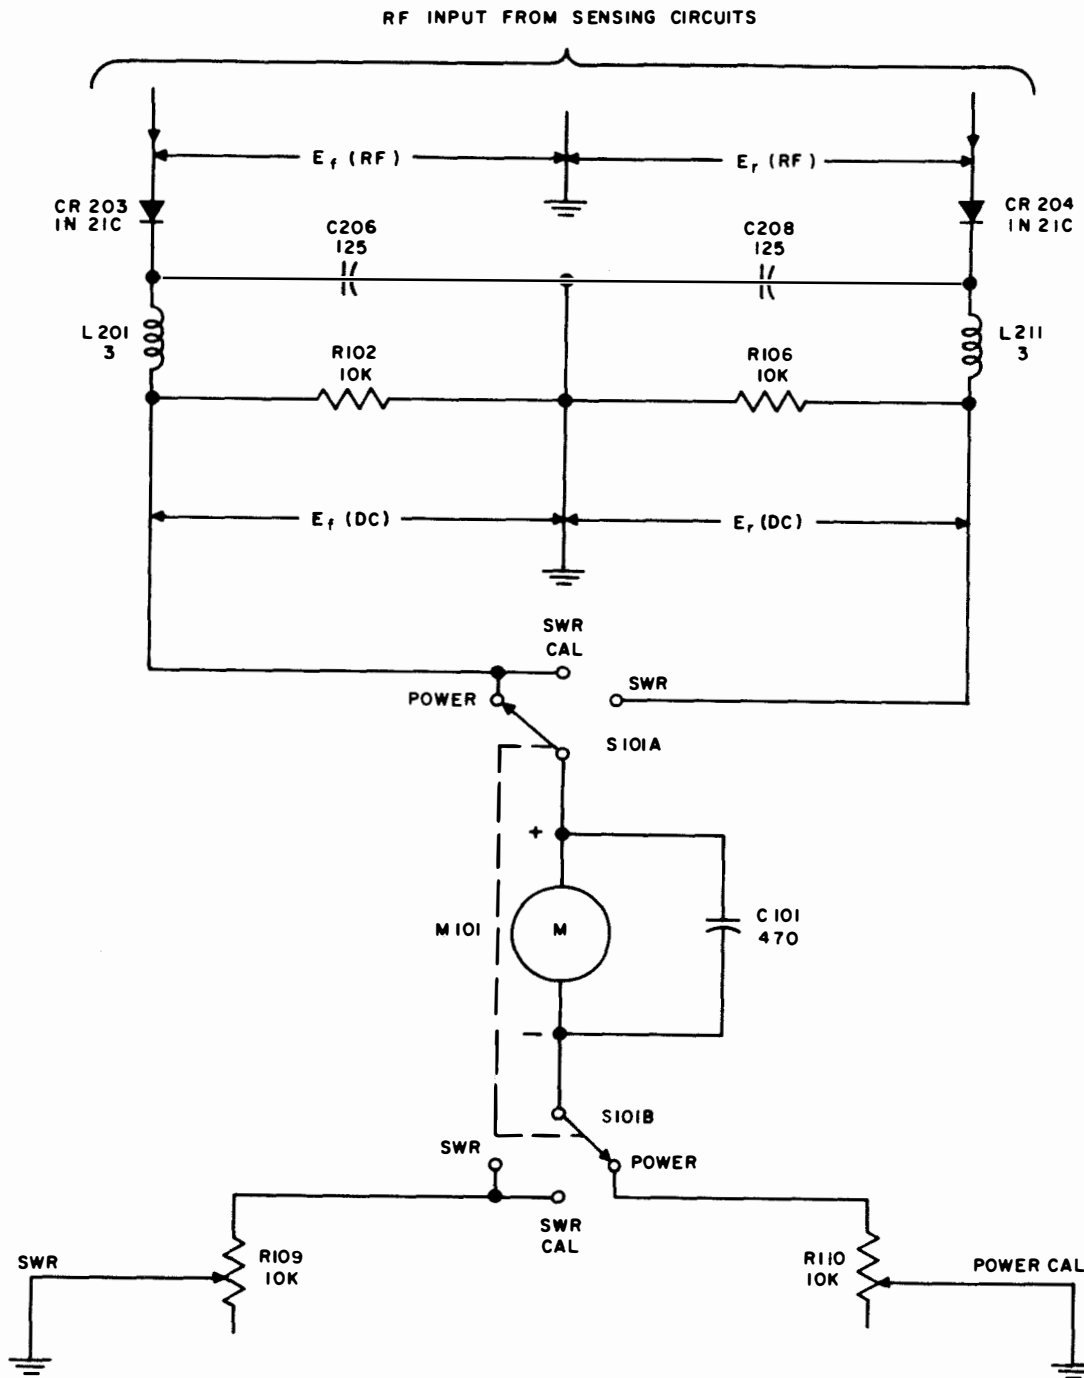 RF INPUT FROM SENSING CIRCUITS
Ef (RF)
Er (RF)
CR 203
1N 21C
CR 204
1N 21C
C206
125
C208
125
L201
3
L211
3
R102
10K
R106
10K
Ef (DC)
Er (DC)
SWR
CAL
POWER
SWR
S101A
+
M101
M
C101
470
−
S101B
SWR
POWER
SWR
CAL
SWR
R109
10K
R110
10K
POWER CAL